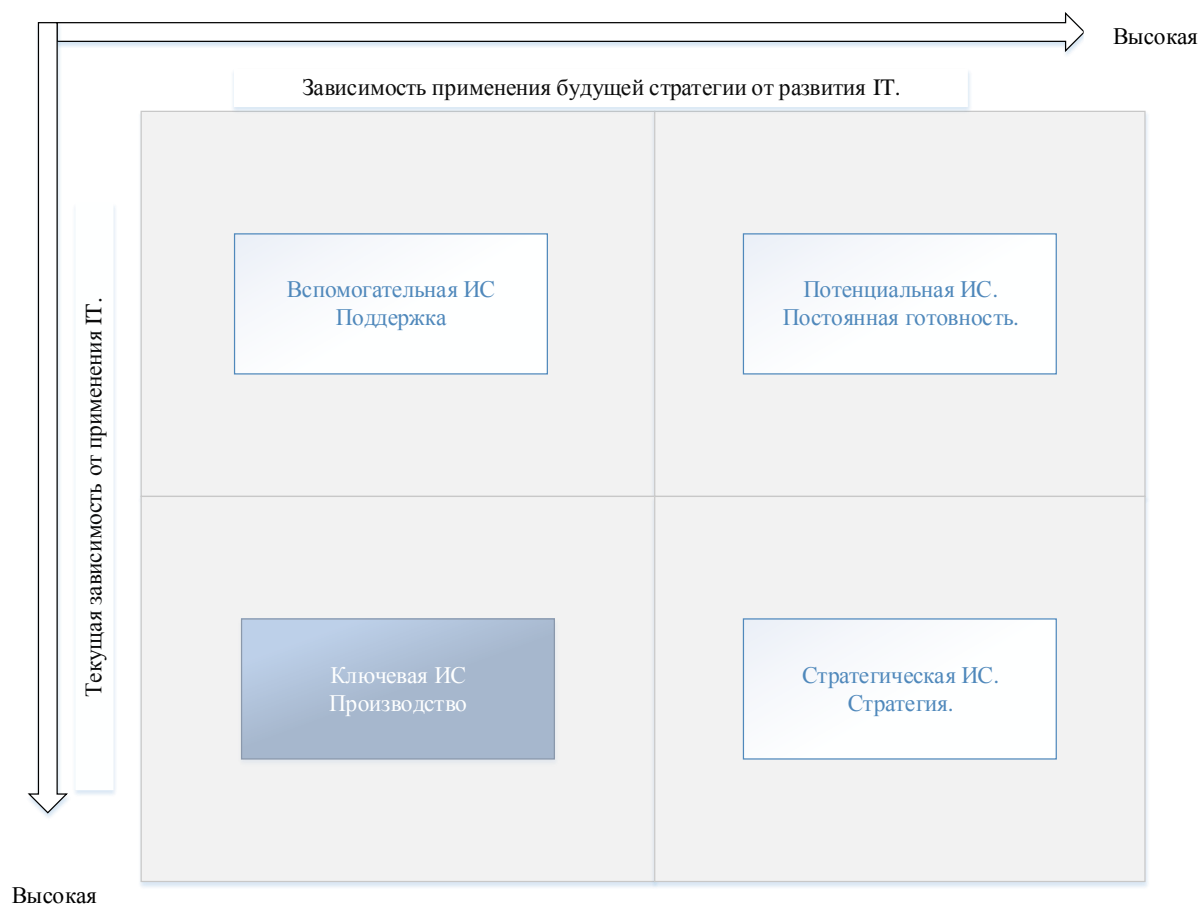 Высокая
Зависимость применения будущей стратегии от развития IT.
Текущая зависимость от применения IT.
Вспомогательная ИС
Поддержка
Потенциальная ИС.
Постоянная готовность.
Ключевая ИС
Производство
Стратегическая ИС.
Стратегия.
Высокая